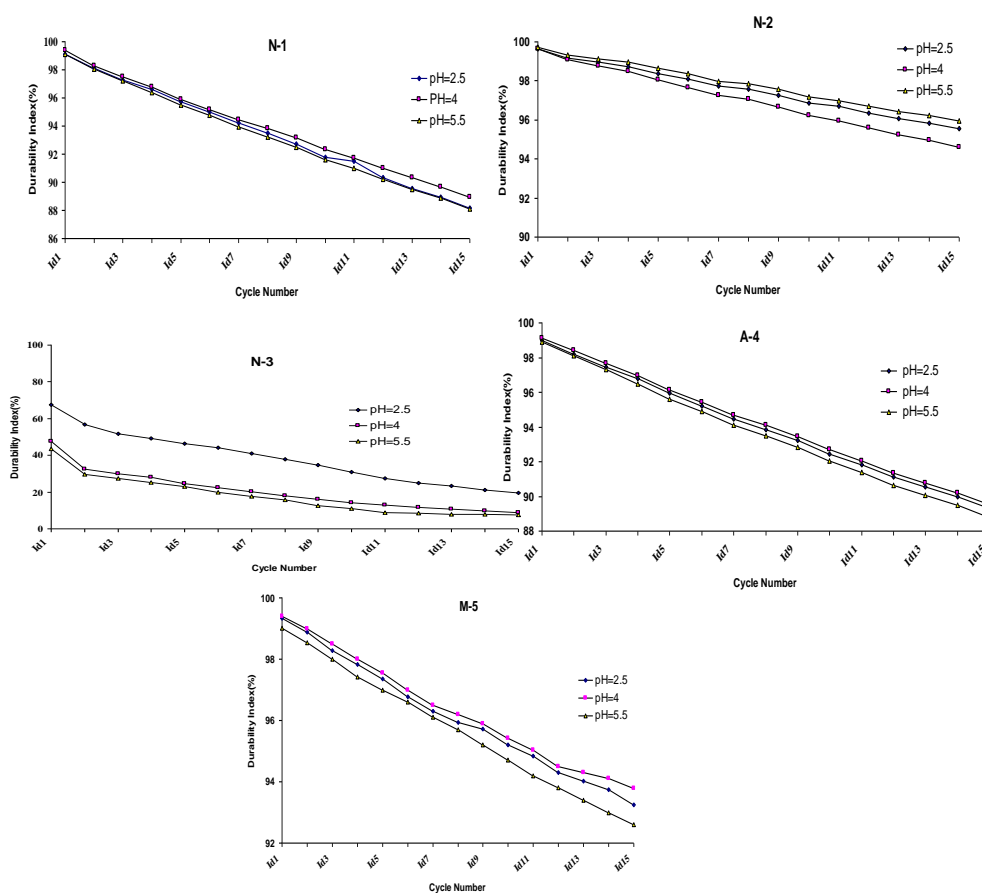 N-1
100
98
96
94
92
90
88
86
Durability Index(%)
pH=2.5
PH=4
pH=5.5
Id1 Id3 Id5 Id7 Id9 Id11 Id13 Id15
Cycle Number
N-2
100
98
96
94
92
90
Durability Index(%)
pH=2.5
pH=4
pH=5.5
Id1 Id3 Id5 Id7 Id9 Id11 Id13 Id15
Cycle Number
N-3
100
80
60
40
20
0
Durability Index(%)
pH=2.5
pH=4
pH=5.5
Id1 Id3 Id5 Id7 Id9 Id11 Id13 Id15
Cycle Number
A-4
100
98
96
94
92
90
88
Durability Index(%)
pH=2.5
pH=4
pH=5.5
Id1 Id3 Id5 Id7 Id9 Id11 Id13 Id15
Cycle Number
M-5
100
98
96
94
92
Durability Index(%)
pH=2.5
pH=4
pH=5.5
Id1 Id3 Id5 Id7 Id9 Id11 Id13 Id15
Cycle Number